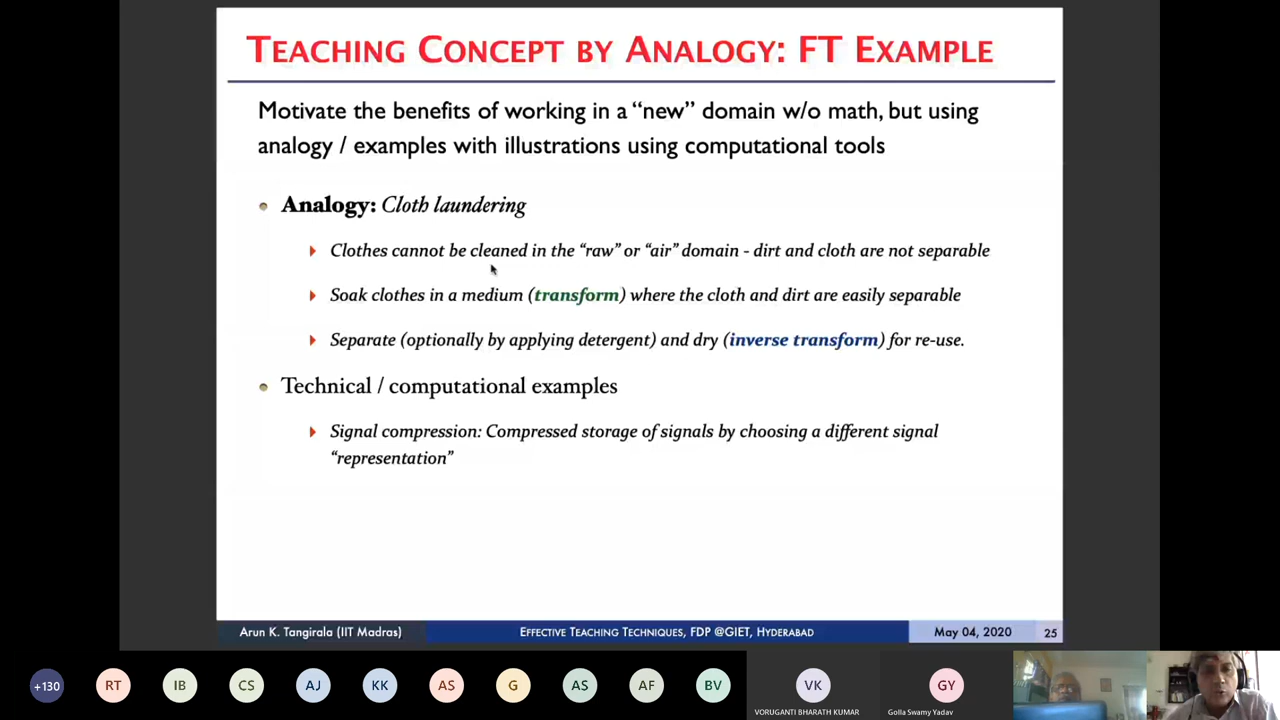 TEACHING CONCEPT BY ANALOGY: FT EXAMPLE
Motivate the benefits of working in a “new” domain w/o math, but using
analogy / examples with illustrations using computational tools
Analogy: Cloth laundering
Clothes cannot be cleaned in the “raw” or “air” domain - dirt and cloth are not separable
Soak clothes in a medium (transform) where the cloth and dirt are easily separable
Separate (optionally by applying detergent) and dry (inverse transform) for re-use.
Technical / computational examples
Signal compression: Compressed storage of signals by choosing a different signal
“representation”
Arun K. Tangirala (IIT Madras) EFFECTIVE TEACHING TECHNIQUES, FDP @GIET, HYDERABAD May 04, 2020 25
+130 RT IB CS AJ KK AS G AS AF BV VK GY
VORUGANTI BHARATH KUMAR Golla Swamy Yadav